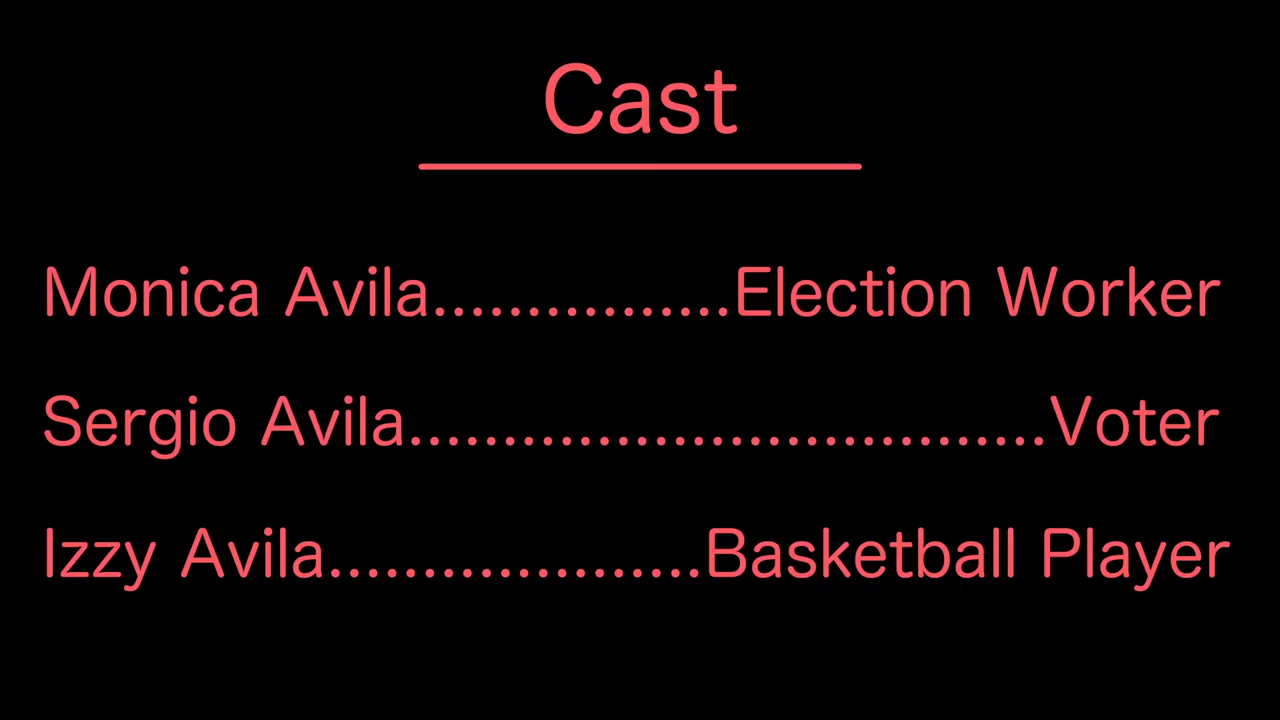 Cast
Monica Avila................Election Worker
Sergio Avila..................................Voter
Izzy Avila....................Basketball Player